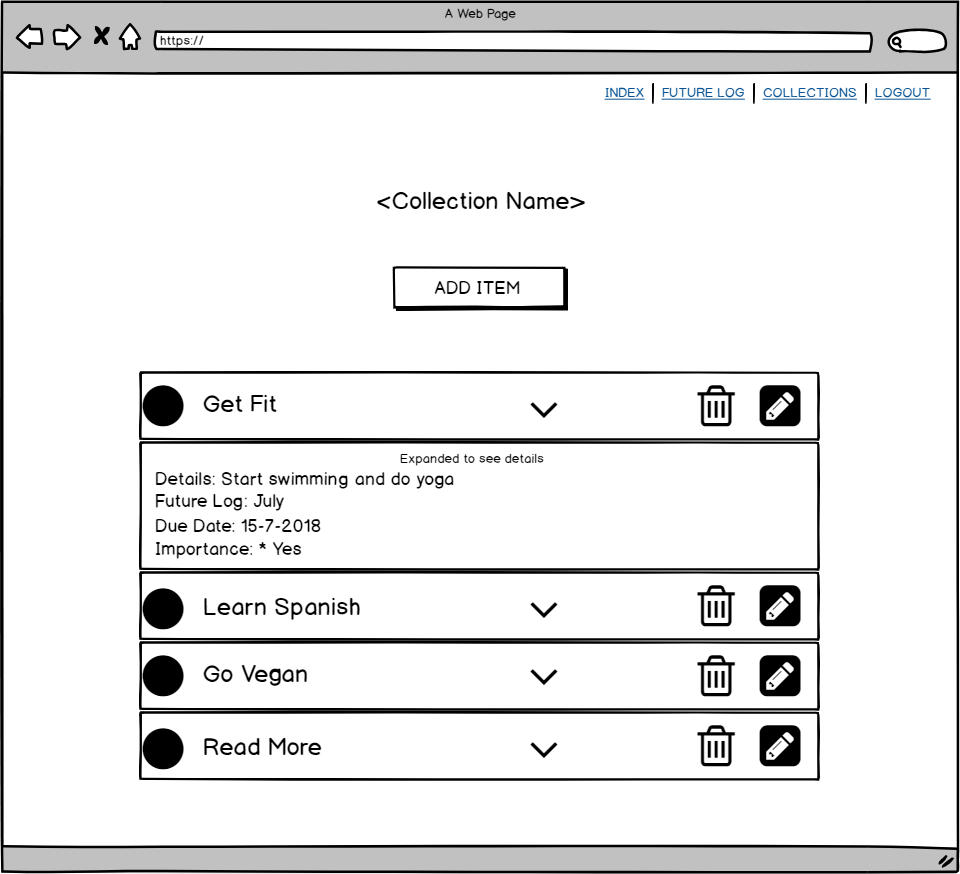 A Web Page
https://
INDEX FUTURE LOG COLLECTIONS LOGOUT
<Collection Name>
ADD ITEM
Get Fit
Expanded to see details
Details: Start swimming and do yoga
Future Log: July
Due Date: 15-7-2018
Importance: * Yes
Learn Spanish
Go Vegan
Read More